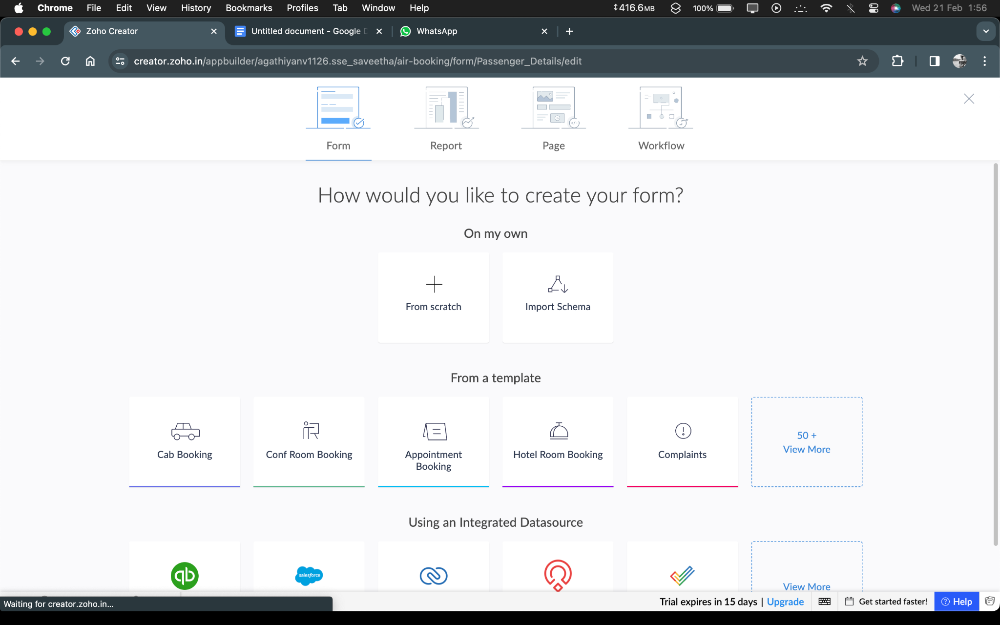 Chrome File Edit View History Bookmarks Profiles Tab Window Help 416.6MB 100% Wed 21 Feb 1:56
Zoho Creator Untitled document - Google D WhatsApp
creator.zoho.in/appbuilder/agathiyanv1126.sse_saveetha/air-booking/form/Passenger_Details/edit
Form Report Page Workflow
How would you like to create your form?
On my own
From scratch Import Schema
From a template
Cab Booking Conf Room Booking Appointment Booking Hotel Room Booking Complaints 50 + View More
Using an Integrated Datasource
qb salesforce View More
Waiting for creator.zoho.in... Trial expires in 15 days | Upgrade Get started faster! Help